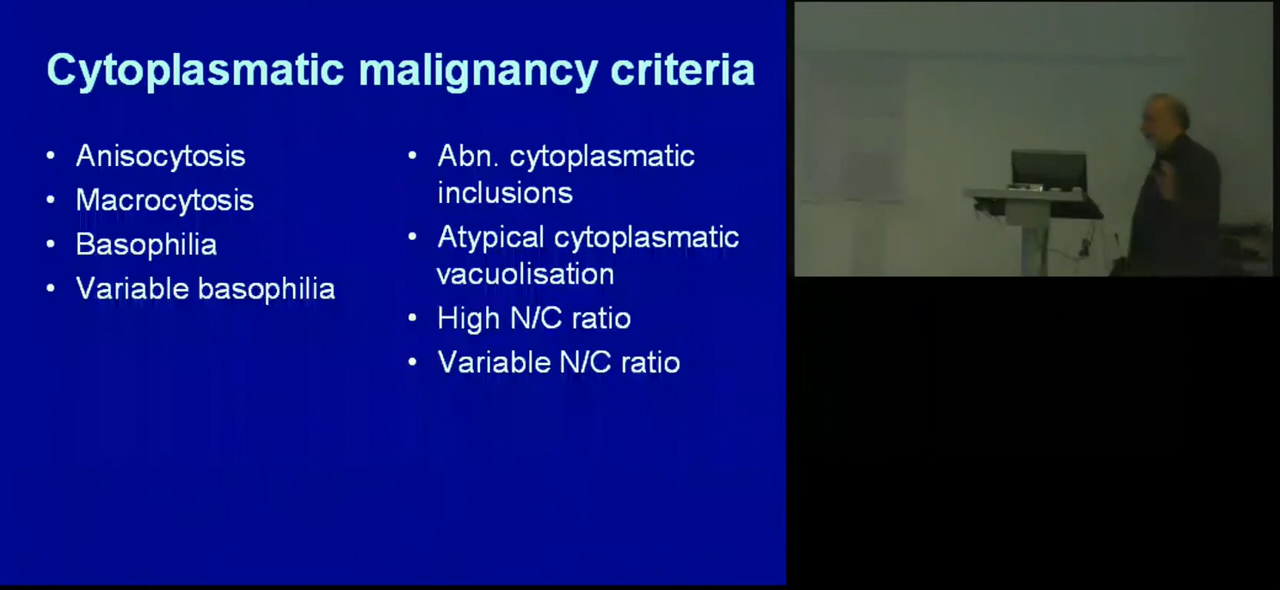 Cytoplasmatic malignancy criteria
• Anisocytosis
• Macrocytosis
• Basophilia
• Variable basophilia
• Abn. cytoplasmatic
inclusions
• Atypical cytoplasmatic
vacuolisation
• High N/C ratio
• Variable N/C ratio